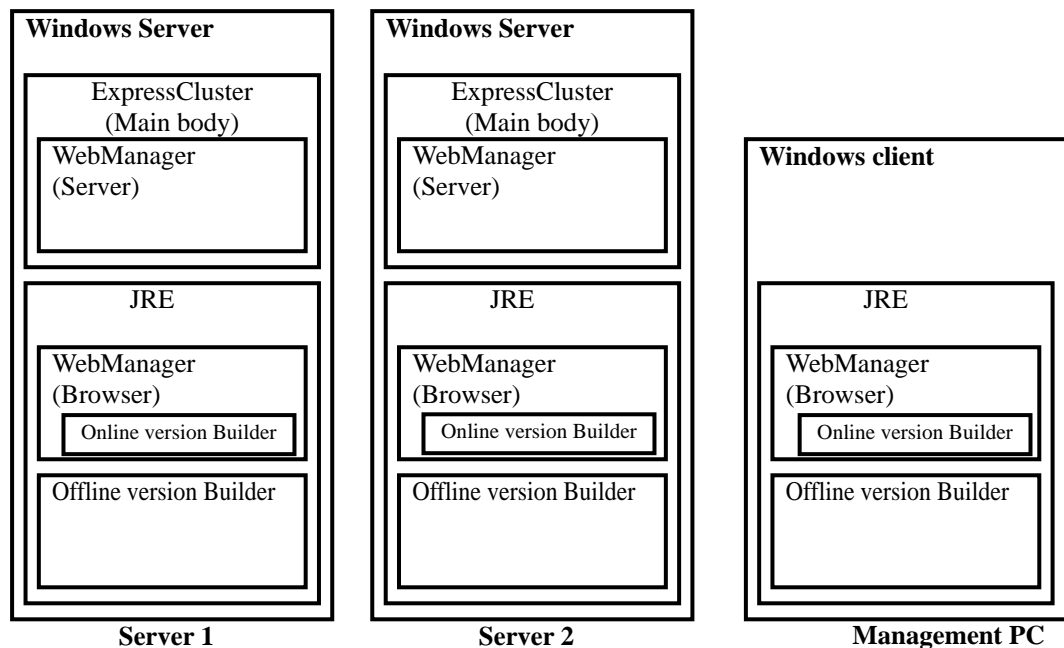 Windows Server
ExpressCluster
(Main body)
WebManager
(Server)
JRE
WebManager
(Browser)
Online version Builder
Offline version Builder
Server 1
Windows Server
ExpressCluster
(Main body)
WebManager
(Server)
JRE
WebManager
(Browser)
Online version Builder
Offline version Builder
Server 2
Windows client
JRE
WebManager
(Browser)
Online version Builder
Offline version Builder
Management PC